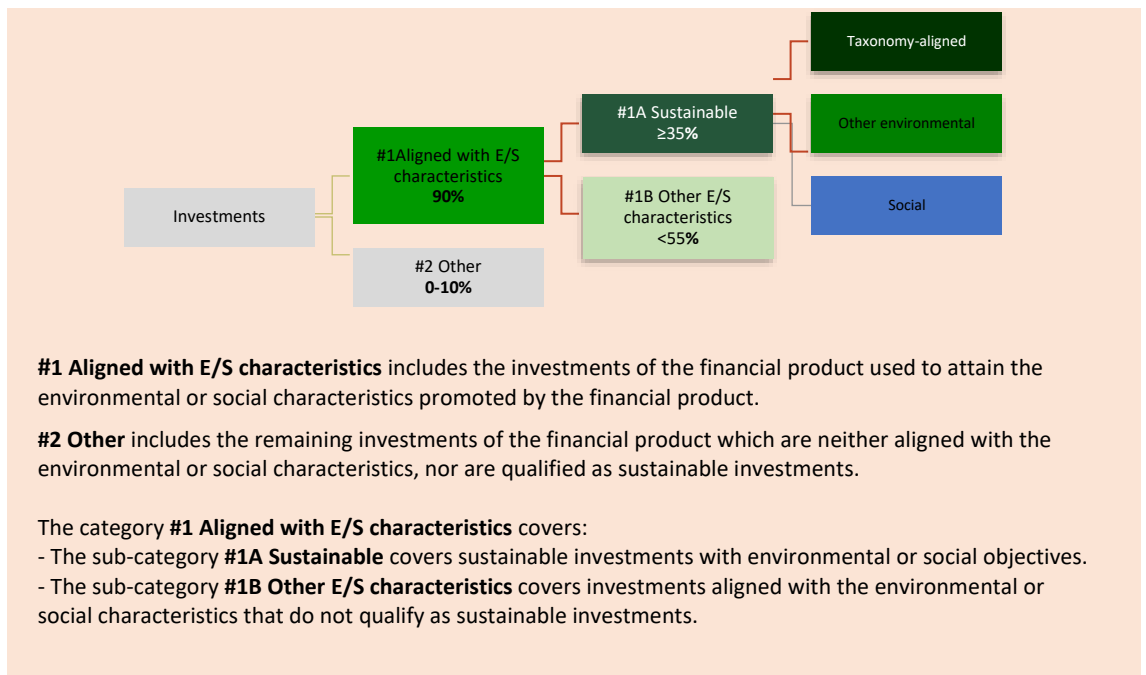 Taxonomy-aligned
#1A Sustainable
≥35%
Other environmental
#1Aligned with E/S
characteristics
90%
#1B Other E/S
characteristics
<55%
Investments
Social
#2 Other
0-10%
#1 Aligned with E/S characteristics includes the investments of the financial product used to attain the
environmental or social characteristics promoted by the financial product.
#2 Other includes the remaining investments of the financial product which are neither aligned with the
environmental or social characteristics, nor are qualified as sustainable investments.
The category #1 Aligned with E/S characteristics covers:
- The sub-category #1A Sustainable covers sustainable investments with environmental or social objectives.
- The sub-category #1B Other E/S characteristics covers investments aligned with the environmental or
social characteristics that do not qualify as sustainable investments.